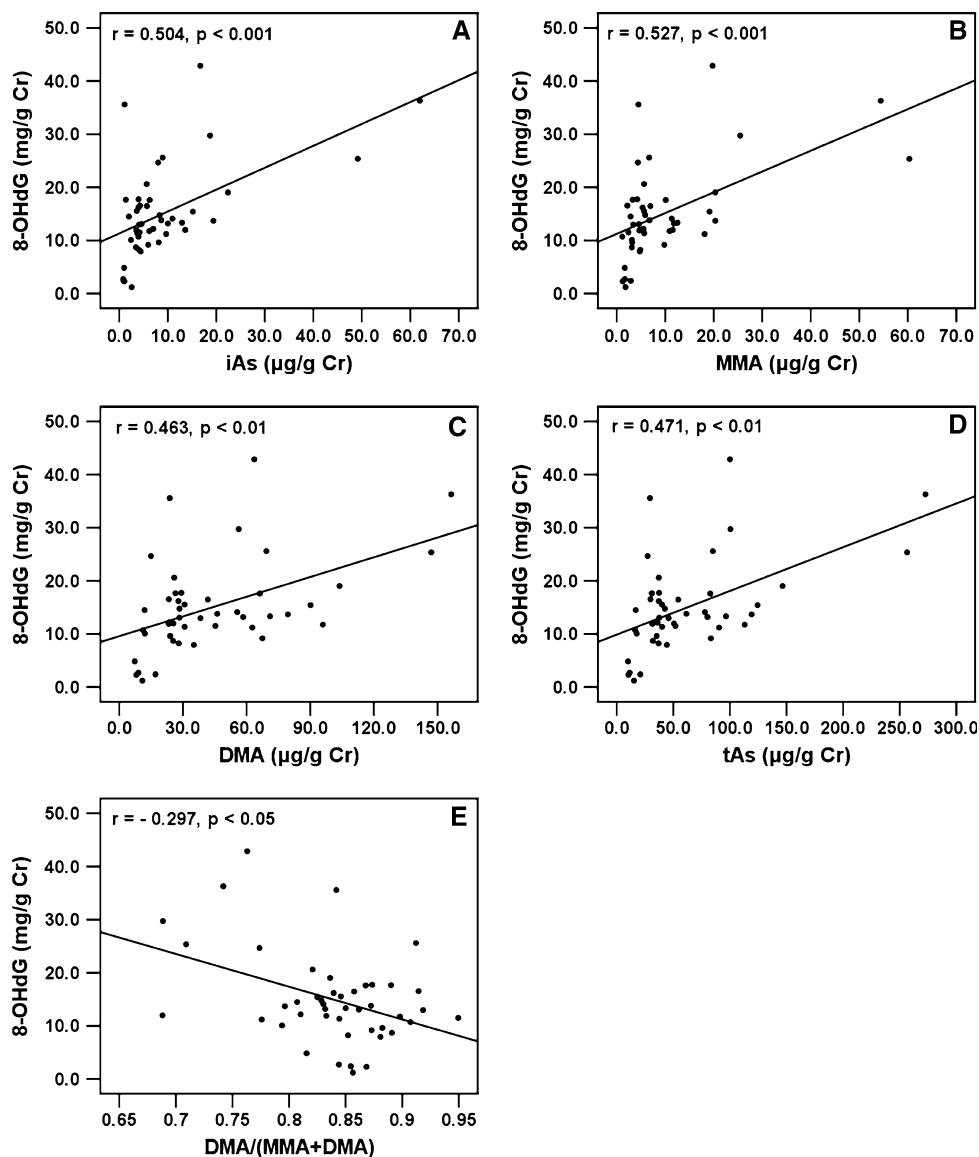 r = 0.504, p < 0.001
A
50.0
40.0
30.0
20.0
10.0
0.0
8-OHdG (mg/g Cr)
0.0 10.0 20.0 30.0 40.0 50.0 60.0 70.0
iAs (µg/g Cr)
r = 0.527, p < 0.001
B
50.0
40.0
30.0
20.0
10.0
0.0
8-OHdG (mg/g Cr)
0.0 10.0 20.0 30.0 40.0 50.0 60.0 70.0
MMA (µg/g Cr)
r = 0.463, p < 0.01
C
50.0
40.0
30.0
20.0
10.0
0.0
8-OHdG (mg/g Cr)
0.0 30.0 60.0 90.0 120.0 150.0
DMA (µg/g Cr)
r = 0.471, p < 0.01
D
50.0
40.0
30.0
20.0
10.0
0.0
8-OHdG (mg/g Cr)
0.0 50.0 100.0 150.0 200.0 250.0 300.0
tAs (µg/g Cr)
r = - 0.297, p < 0.05
E
50.0
40.0
30.0
20.0
10.0
0.0
8-OHdG (mg/g Cr)
0.65 0.7 0.75 0.8 0.85 0.9 0.95
DMA/(MMA+DMA)